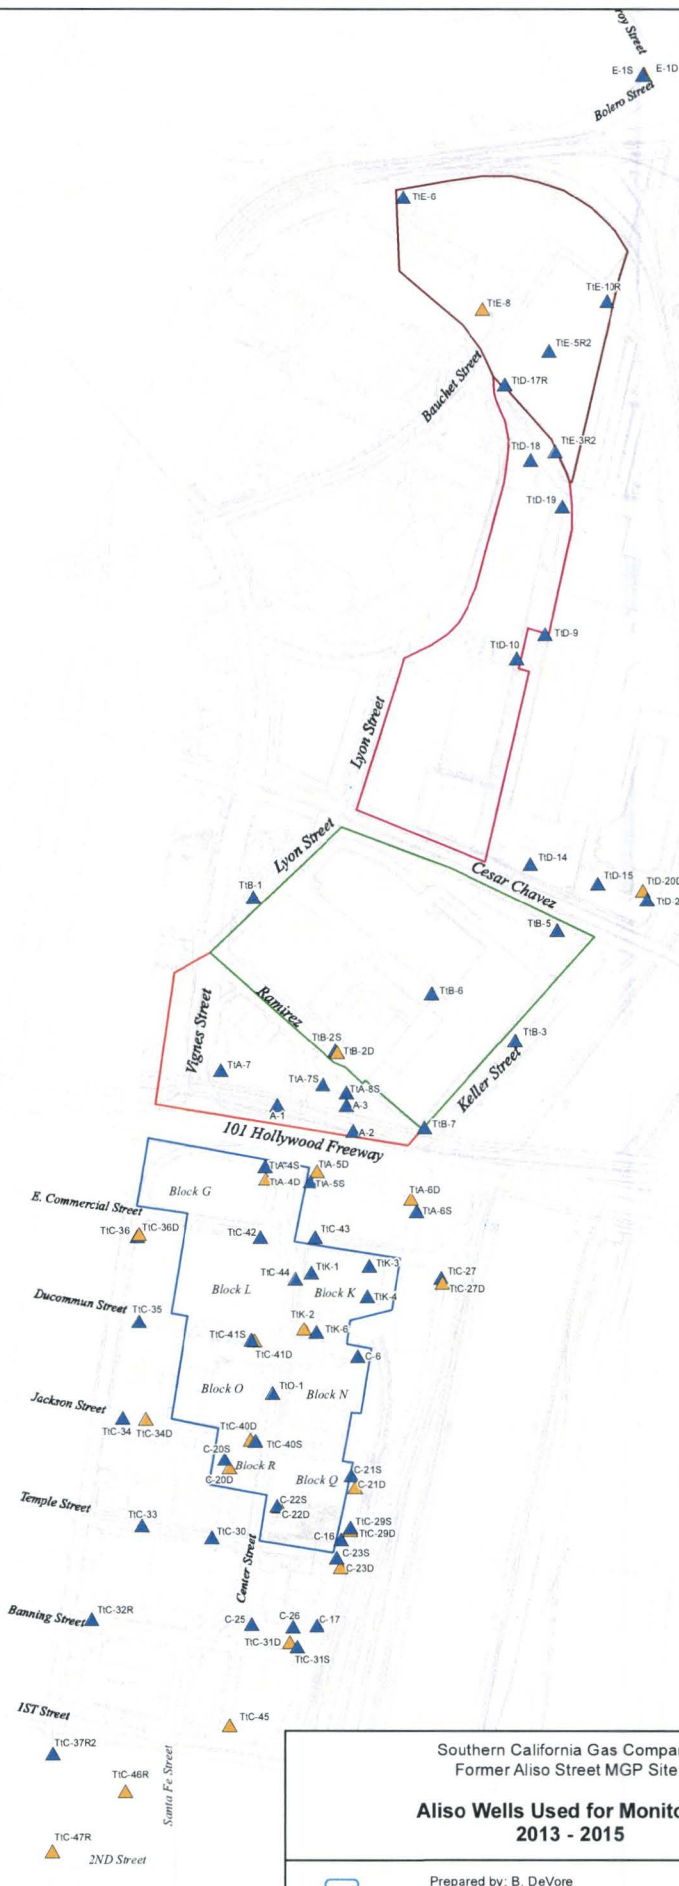 roy Street
E-1S
E-1D
Bolero Street
TtE-6
TtE-10R
TtE-8
TtE-5R2
Bauchet Street
TtD-17R
TtE-3R2
TtD-18
TtD-19
TtD-9
TtD-10
Lyon Street
Lyon Street
TtD-14
Cesar Chavez
TtD-15
TtD-20D
TtD-2
TtB-1
TtB-5
TtB-6
Ramirez
Vignes Street
TtB-2S
TtB-2D
TtB-3
TtA-7
TtA-7S
TtA-8S
Keller Street
A-1
A-3
A-2
TtB-7
101 Hollywood Freeway
TtA-4S
TtA-5D
TtA-4D
TtA-5S
Block G
TtA-6D
TtA-6S
E. Commercial Street
TtC-36
TtC-36D
TtC-42
TtC-43
TtK-3
TtC-27
TtC-44
TtK-1
TtC-27D
Block L
Block K
TtK-4
Ducommun Street
TtC-35
TtK-2
TtK-6
TtC-41S
TtC-41D
C-6
Block O
TtO-1
Block N
Jackson Street
TtC-34
TtC-34D
TtC-40D
TtC-40S
C-20S
C-20D
Block R
Block Q
C-21S
C-21D
Temple Street
C-22S
C-22D
TtC-33
TtC-30
TtC-29S
TtC-29D
C-16
C-23S
C-23D
Center Street
Banning Street
TtC-32R
C-25
C-26
C-17
TtC-31D
TtC-31S
1ST Street
TtC-45
TtC-37R2
TtC-46R
Santa Fe Street
TtC-47R
2ND Street
Southern California Gas Compa
Former Aliso Street MGP Site
Aliso Wells Used for Monito
2013 - 2015
Prepared by: B. DeVore